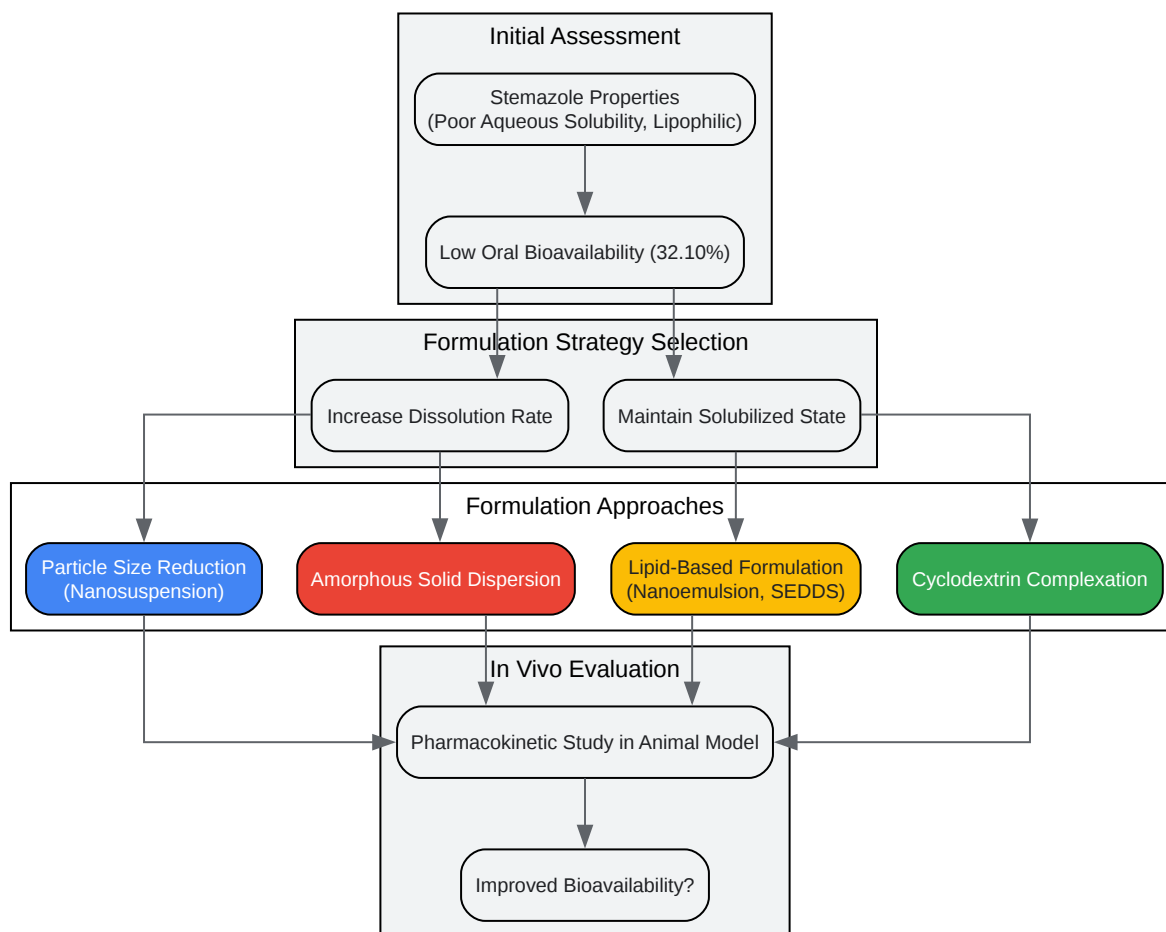 Initial Assessment
Stemazole Properties
(Poor Aqueous Solubility, Lipophilic)
Low Oral Bioavailability (32.10%)
Formulation Strategy Selection
Increase Dissolution Rate
Maintain Solubilized State
Formulation Approaches
Particle Size Reduction
(Nanosuspension)
Amorphous Solid Dispersion
Lipid-Based Formulation
(Nanoemulsion, SEDDS)
Cyclodextrin Complexation
In Vivo Evaluation
Pharmacokinetic Study in Animal Model
Improved Bioavailability?